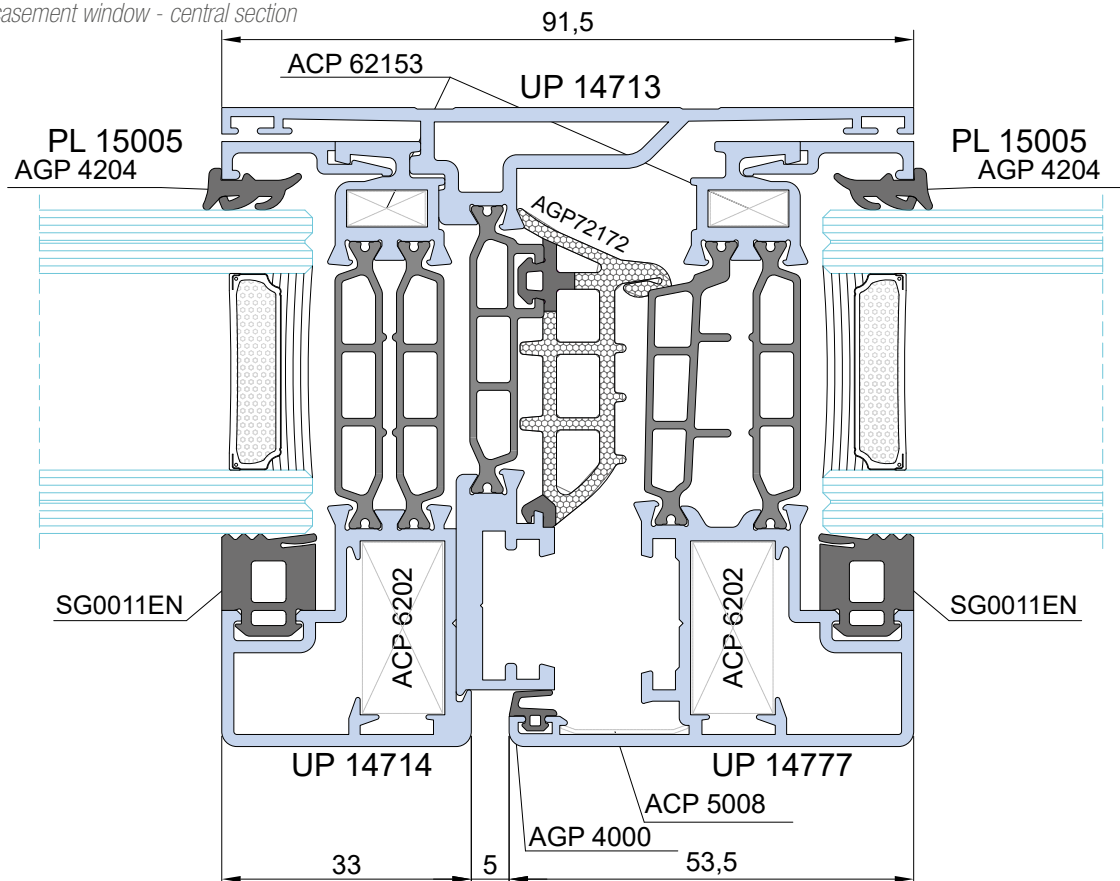 casement window - central section
91,5
ACP 62153
UP 14713
PL 15005
AGP 4204
PL 15005
AGP 4204
AGP72172
SG0011EN
ACP 6202
ACP 6202
SG0011EN
UP 14714
UP 14777
ACP 5008
AGP 4000
33
5
53,5